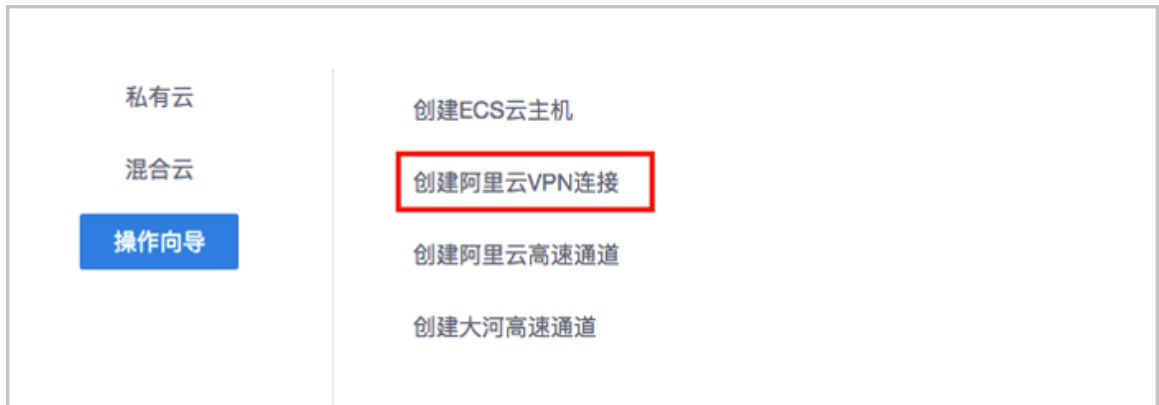 私有云
混合云
操作向导
创建ECS云主机
创建阿里云VPN连接
创建阿里云高速通道
创建大河高速通道